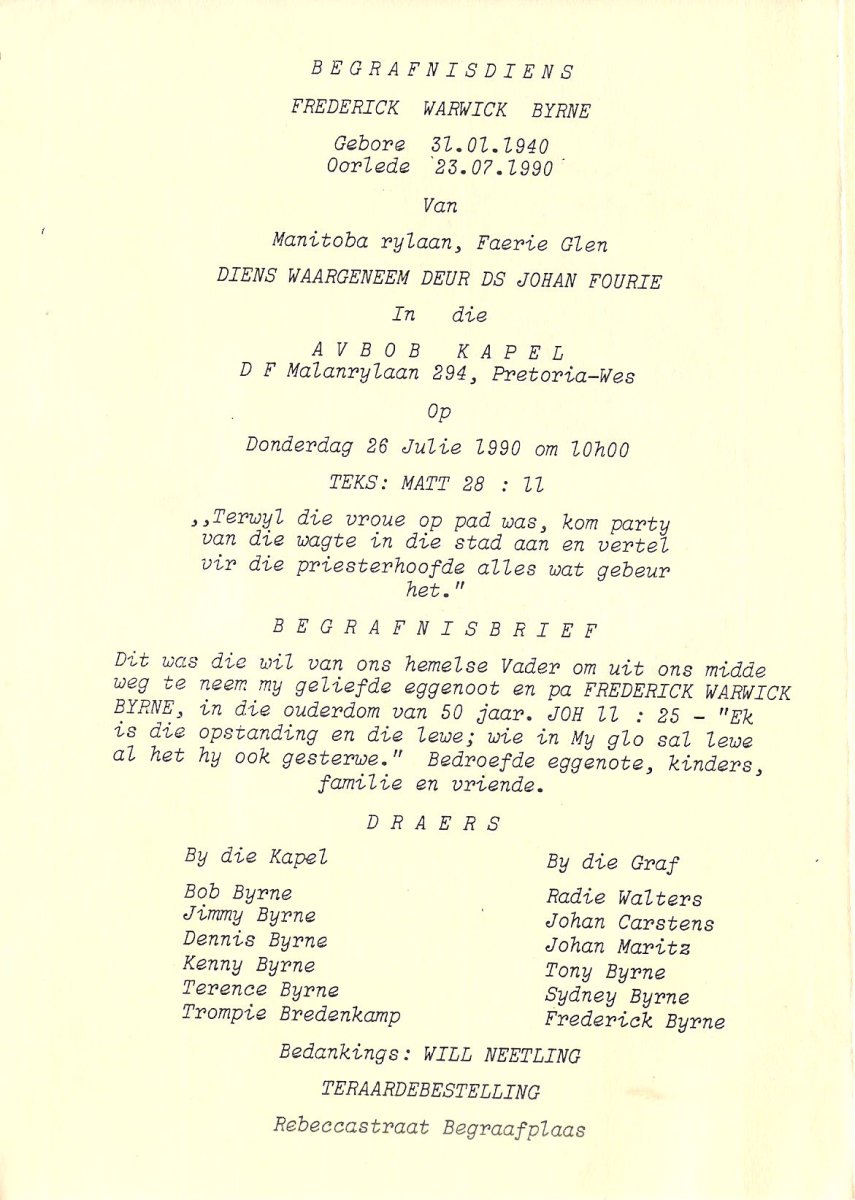 B E G R A F N I S D I E N S
FREDERICK WARWICK BYRNE
Gebore 31.01.1940
Oorlede 23.07.1990
Van
Manitoba rylaan, Faerie Glen
DIENS WAARGENEEM DEUR DS JOHAN FOURIE
In die
A V B O B K A P E L
D F Malanrylaan 294, Pretoria-Wes
Op
Donderdag 26 Julie 1990 om 10h00
TEKS: MATT 28 : 11
,,Terwyl die vroue op pad was, kom party
van die wagte in die stad aan en vertel
vir die priesterhoofde alles wat gebeur
het."
B E G R A F N I S B R I E F
Dit was die wil van ons hemelse Vader om uit ons midde
weg te neem my geliefde eggenoot en pa FREDERICK WARWICK
BYRNE, in die ouderdom van 50 jaar. JOH 11 : 25 - "Ek
is die opstanding en die lewe; wie in My glo sal lewe
al het hy ook gesterwe." Bedroefde eggenote, kinders,
familie en vriende.
D R A E R S
By die Kapel
Bob Byrne
Jimmy Byrne
Dennis Byrne
Kenny Byrne
Terence Byrne
Trompie Bredenkamp
By die Graf
Radie Walters
Johan Carstens
Johan Maritz
Tony Byrne
Sydney Byrne
Frederick Byrne
Bedankings: WILL NEETLING
TERAARDEBESTELLING
Rebeccastraat Begraafplaas